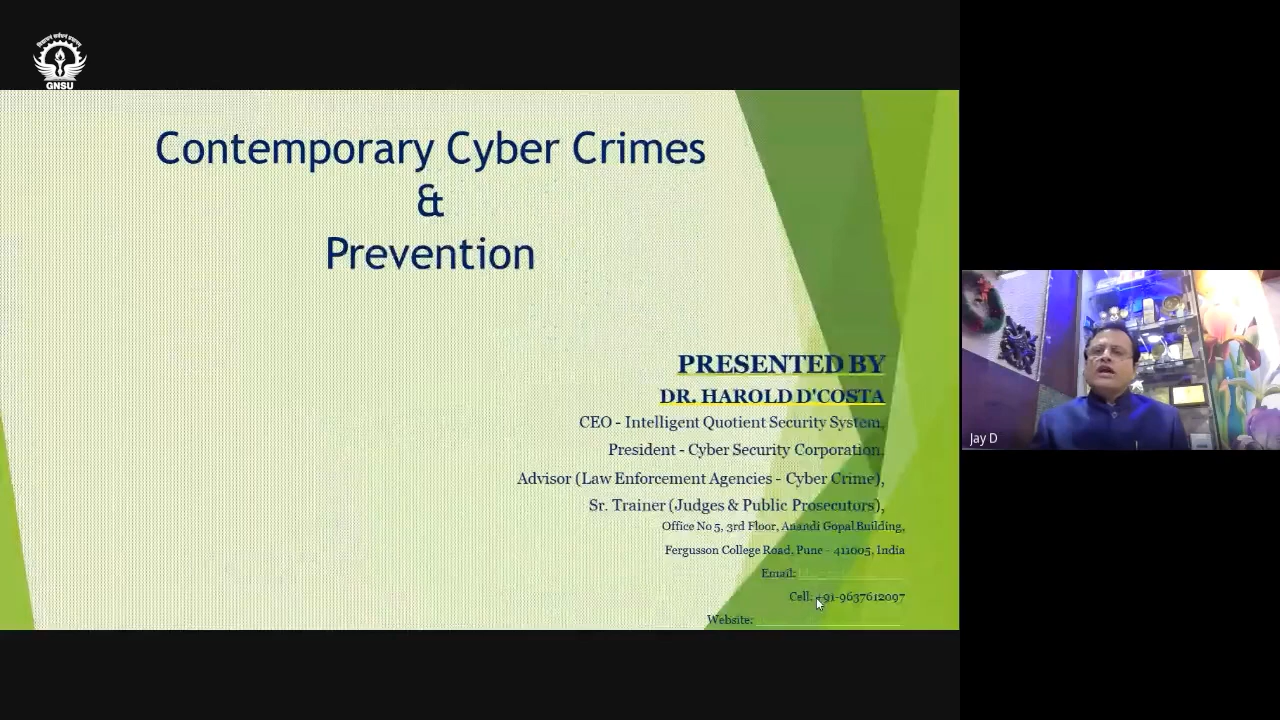 GNSU
Contemporary Cyber Crimes
&
Prevention
PRESENTED BY
DR. HAROLD D'COSTA
CEO - Intelligent Quotient Security System,
President - Cyber Security Corporation,
Advisor (Law Enforcement Agencies - Cyber Crime),
Sr. Trainer (Judges & Public Prosecutors),
Office No 5, 3rd Floor, Anandi Gopal Building,
Fergusson College Road, Pune - 411005, India
Email:
Cell: +91-9637612097
Website:
Jay D